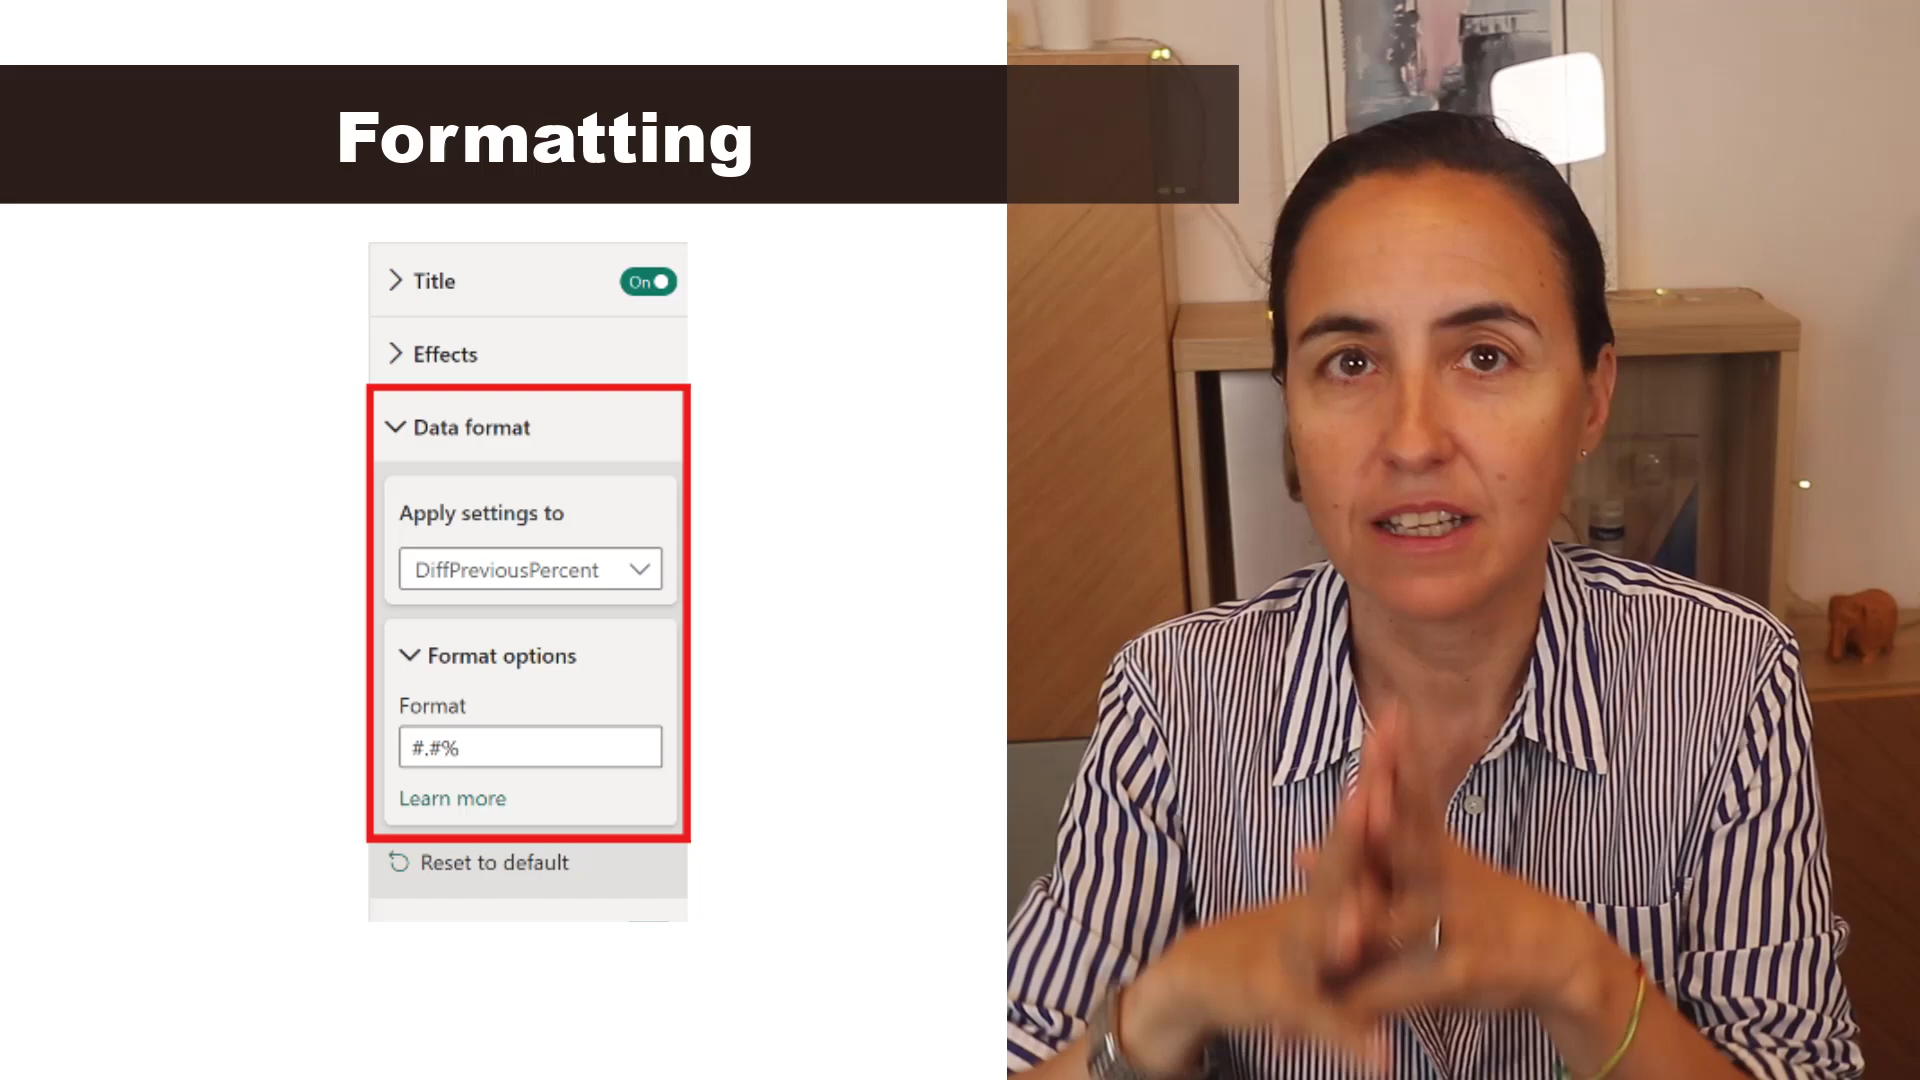 Formatting
Title
On
Effects
Data format
Apply settings to
DiffPreviousPercent
Format options
Format
#.#%
Learn more
Reset to default